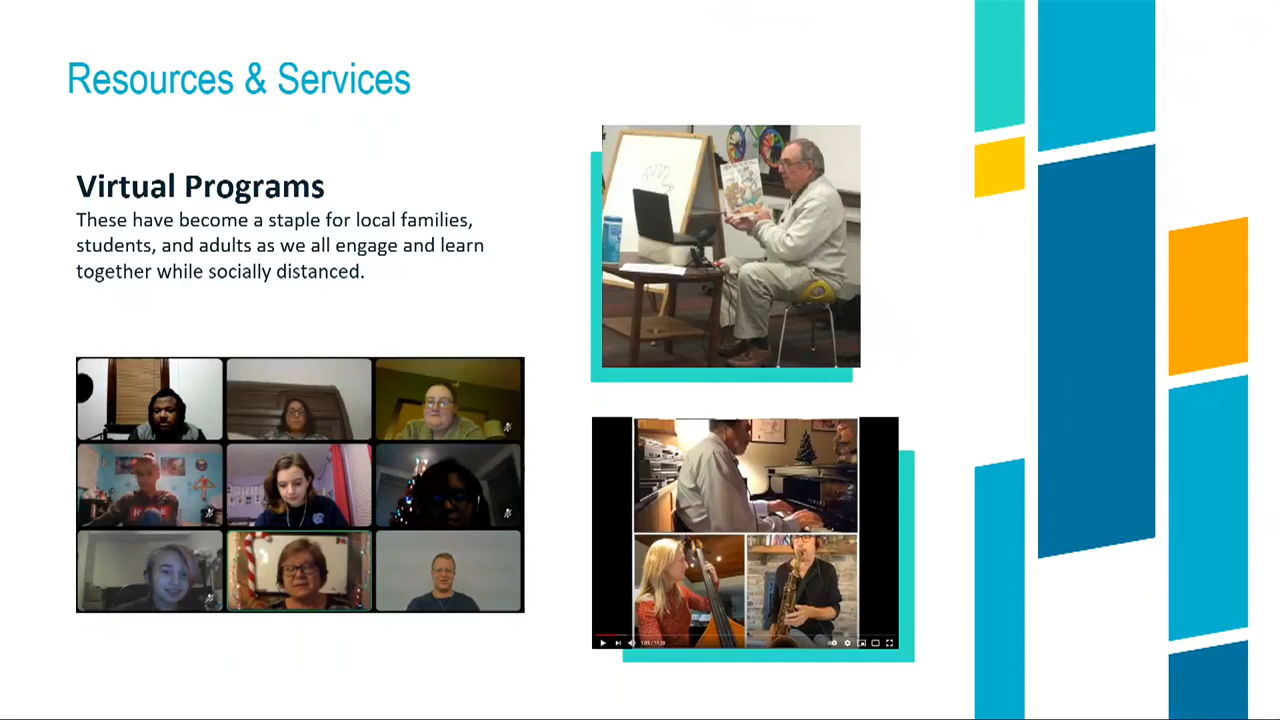 Resources & Services
Virtual Programs
These have become a staple for local families,
students, and adults as we all engage and learn
together while socially distanced.